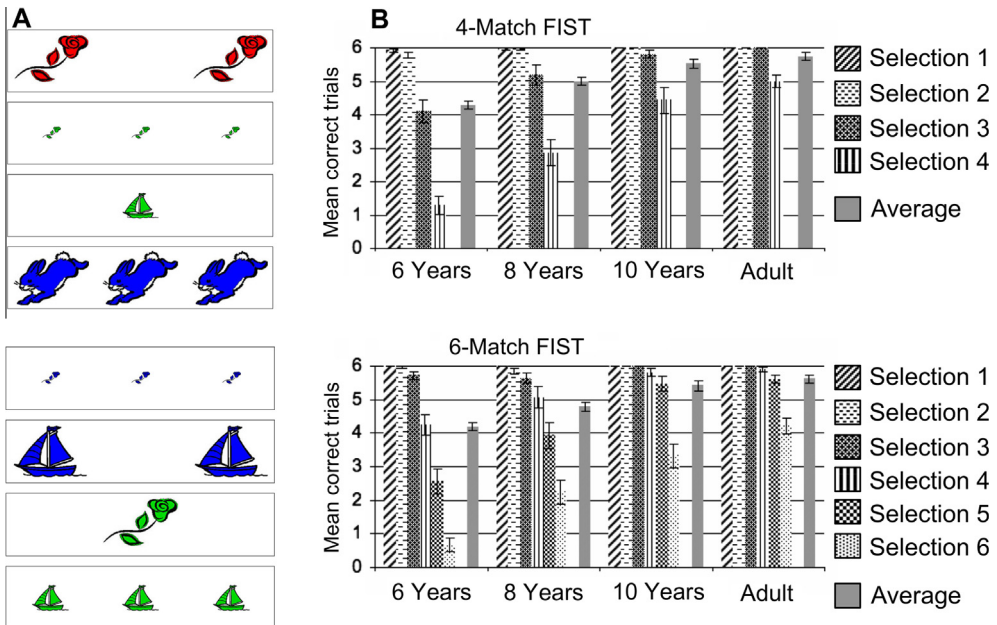 A
B
4-Match FIST
Mean correct trials
6
5
4
3
2
1
0
6 Years
8 Years
10 Years
Adult
Selection 1
Selection 2
Selection 3
Selection 4
Average
6-Match FIST
Mean correct trials
6
5
4
3
2
1
0
6 Years
8 Years
10 Years
Adult
Selection 1
Selection 2
Selection 3
Selection 4
Selection 5
Selection 6
Average